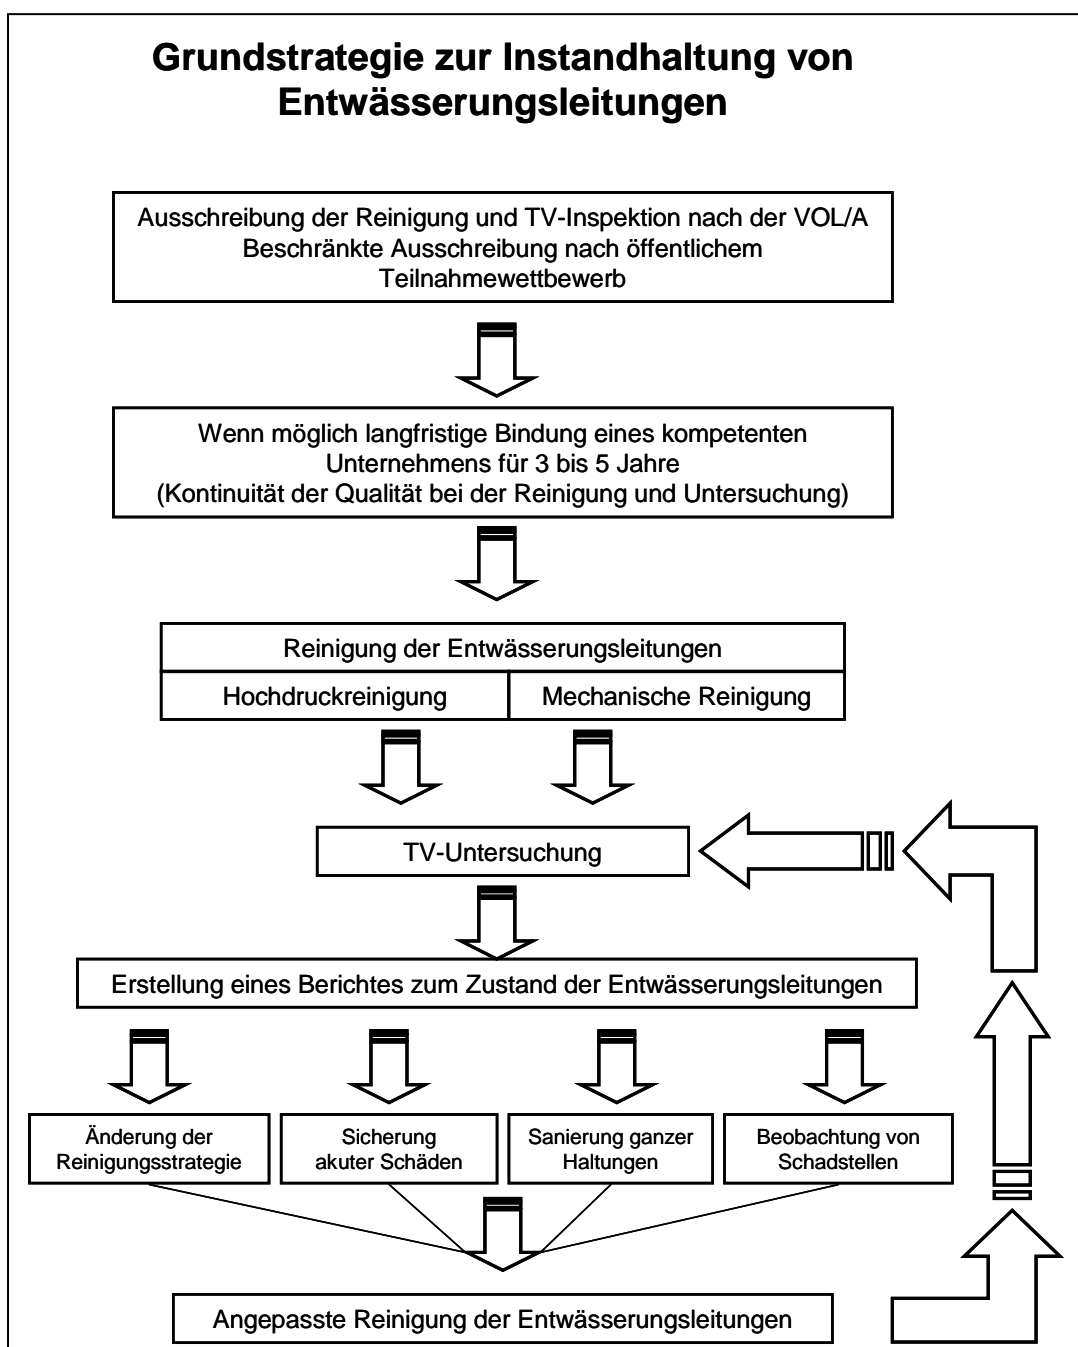 Grundstrategie zur Instandhaltung von
Entwässerungsleitungen
Ausschreibung der Reinigung und TV-Inspektion nach der VOL/A
Beschränkte Ausschreibung nach öffentlichem
Teilnahmewettbewerb
Wenn möglich langfristige Bindung eines kompetenten
Unternehmens für 3 bis 5 Jahre
(Kontinuität der Qualität bei der Reinigung und Untersuchung)
Reinigung der Entwässerungsleitungen
Hochdruckreinigung
Mechanische Reinigung
TV-Untersuchung
Erstellung eines Berichtes zum Zustand der Entwässerungsleitungen
Änderung der
Reinigungsstrategie
Sicherung
akuter Schäden
Sanierung ganzer
Haltungen
Beobachtung von
Schadstellen
Angepasste Reinigung der Entwässerungsleitungen